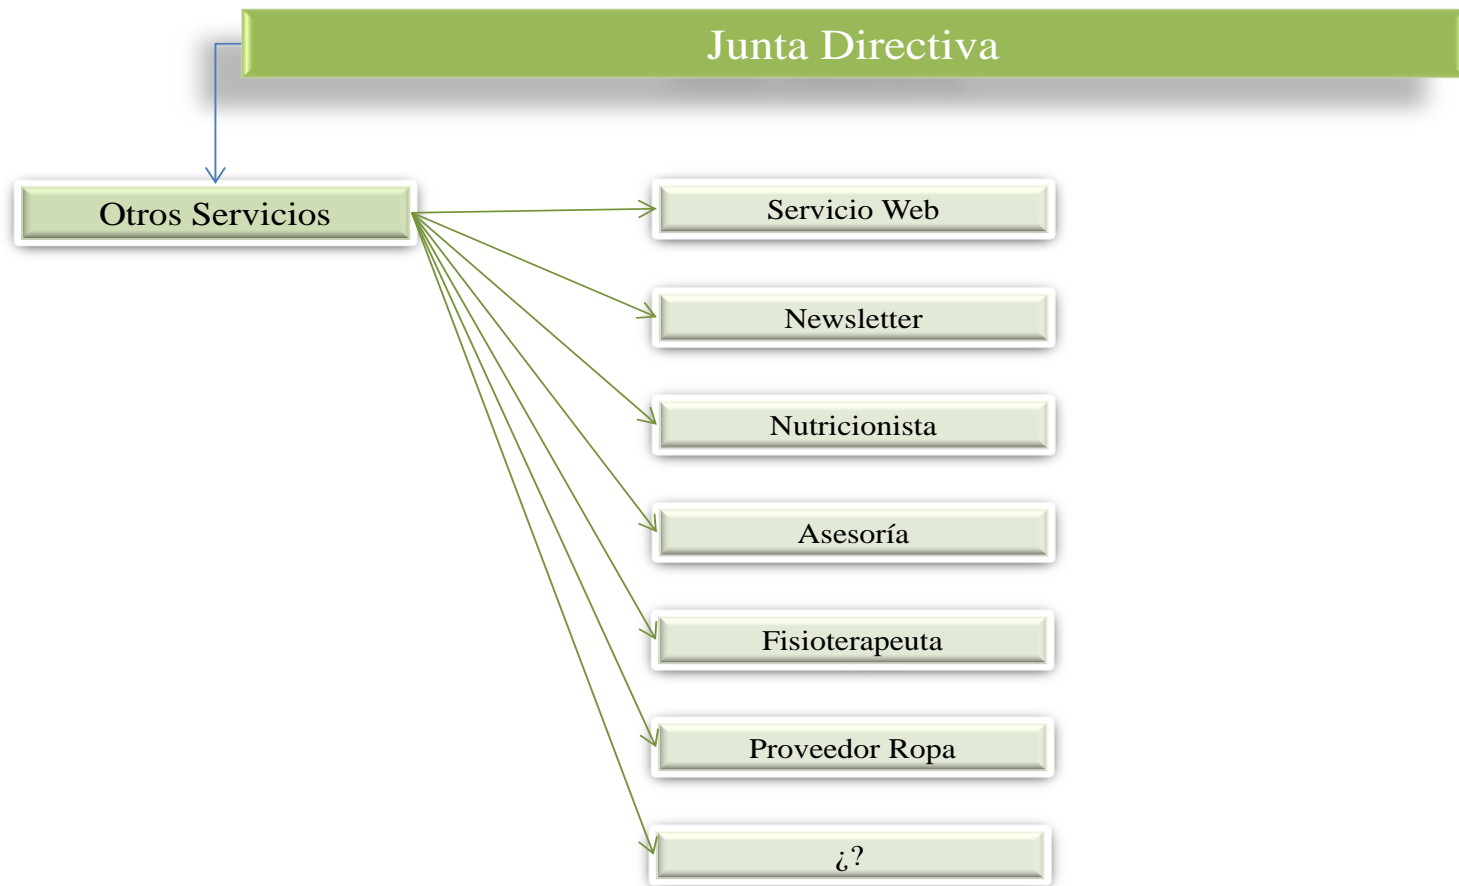 Junta Directiva
Otros Servicios
Servicio Web
Newsletter
Nutricionista
Asesoría
Fisioterapeuta
Proveedor Ropa
¿?